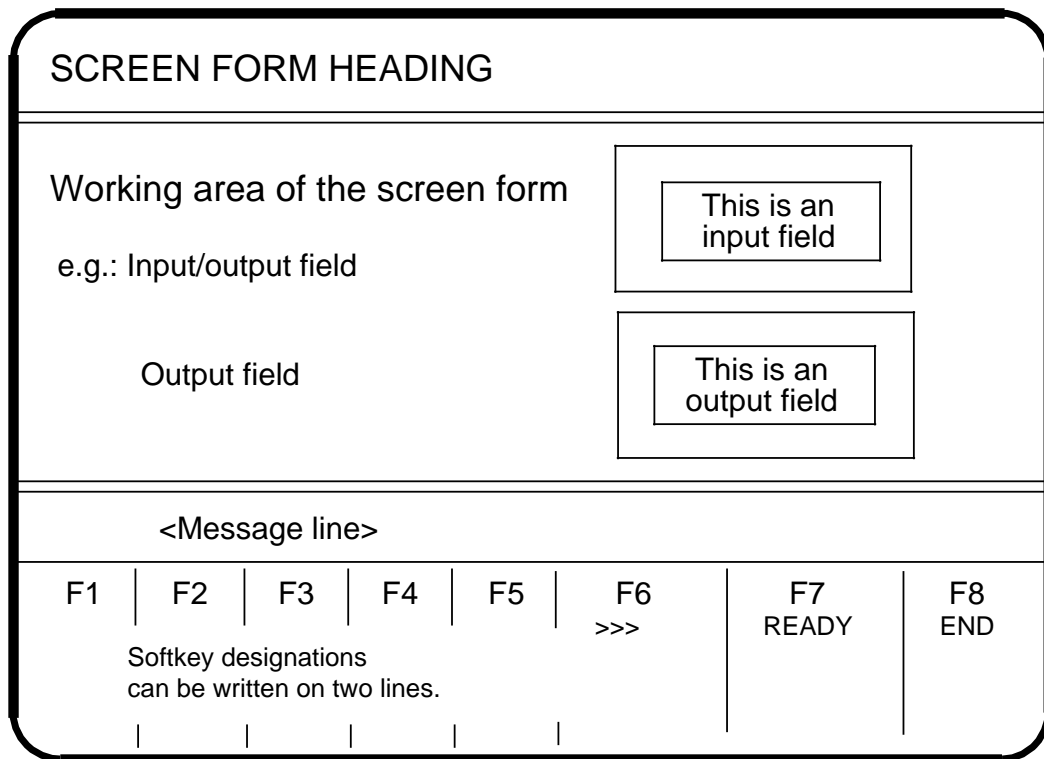 SCREEN FORM HEADING
Working area of the screen form
This is an
input field
e.g.: Input/output field
Output field
This is an
output field
<Message line>
F1 F2 F3 F4 F5 F6 F7 F8
>>> READY END
Softkey designations
can be written on two lines.